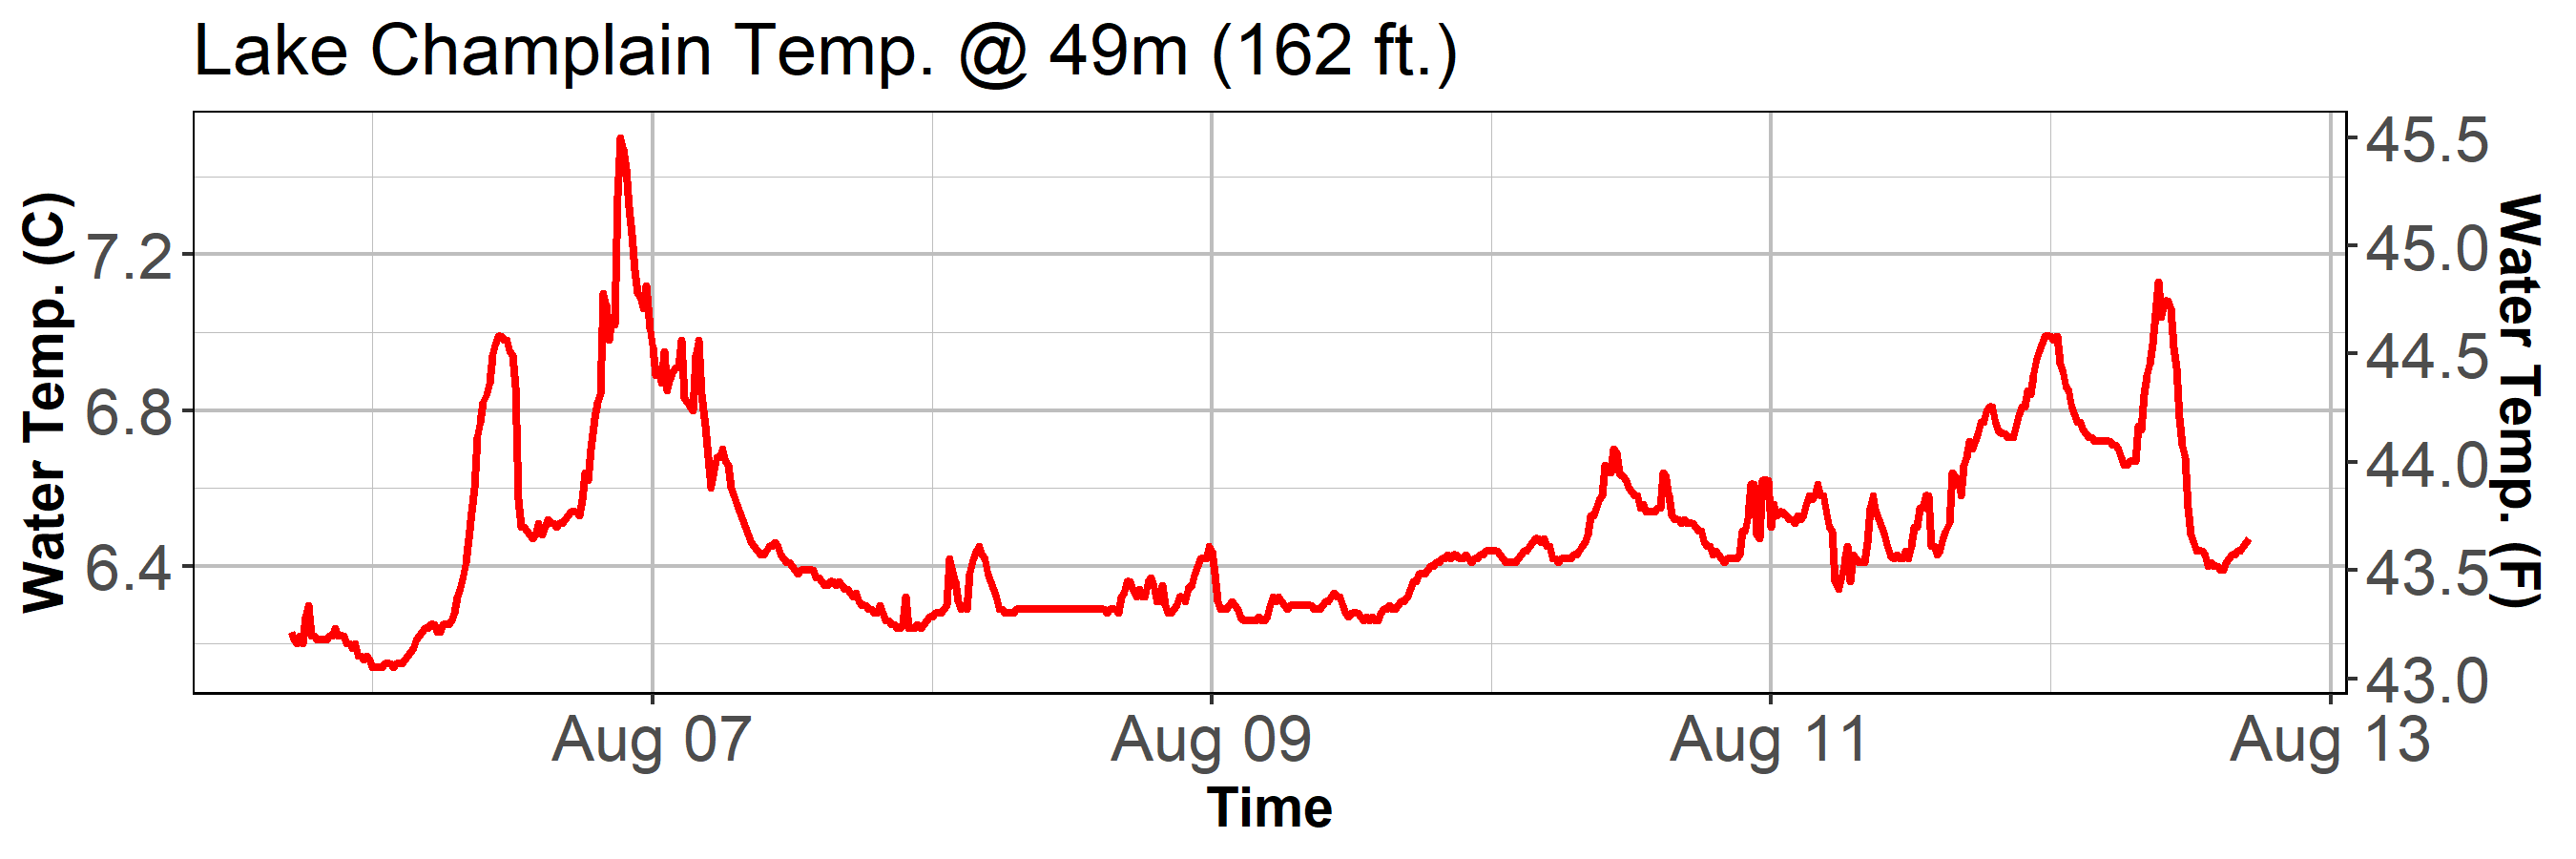 Lake Champlain Temp. @ 49m (162 ft.)
Water Temp. (C)
7.2
6.8
6.4
45.5
45.0
44.5
44.0
43.5
43.0
Water Temp. (F)
Aug 07
Aug 09
Aug 11
Aug 13
Time